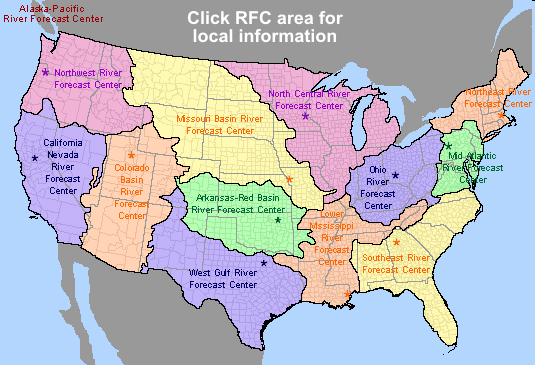 Alaska-Pacific
River Forecast Center
Click RFC area for
local information
Northwest River
Forecast Center
North Central River
Forecast Center
Northeast River
Forecast Center
Missouri Basin River
Forecast Center
California
Nevada
River
Forecast
Center
Colorado
Basin
River
Forecast
Center
Ohio
River
Forecast
Center
Mid-Atlantic
River Forecast
Center
Arkansas-Red Basin
River Forecast Center
Lower
Mississippi
River
Forecast
Center
Southeast River
Forecast Center
West Gulf River
Forecast Center